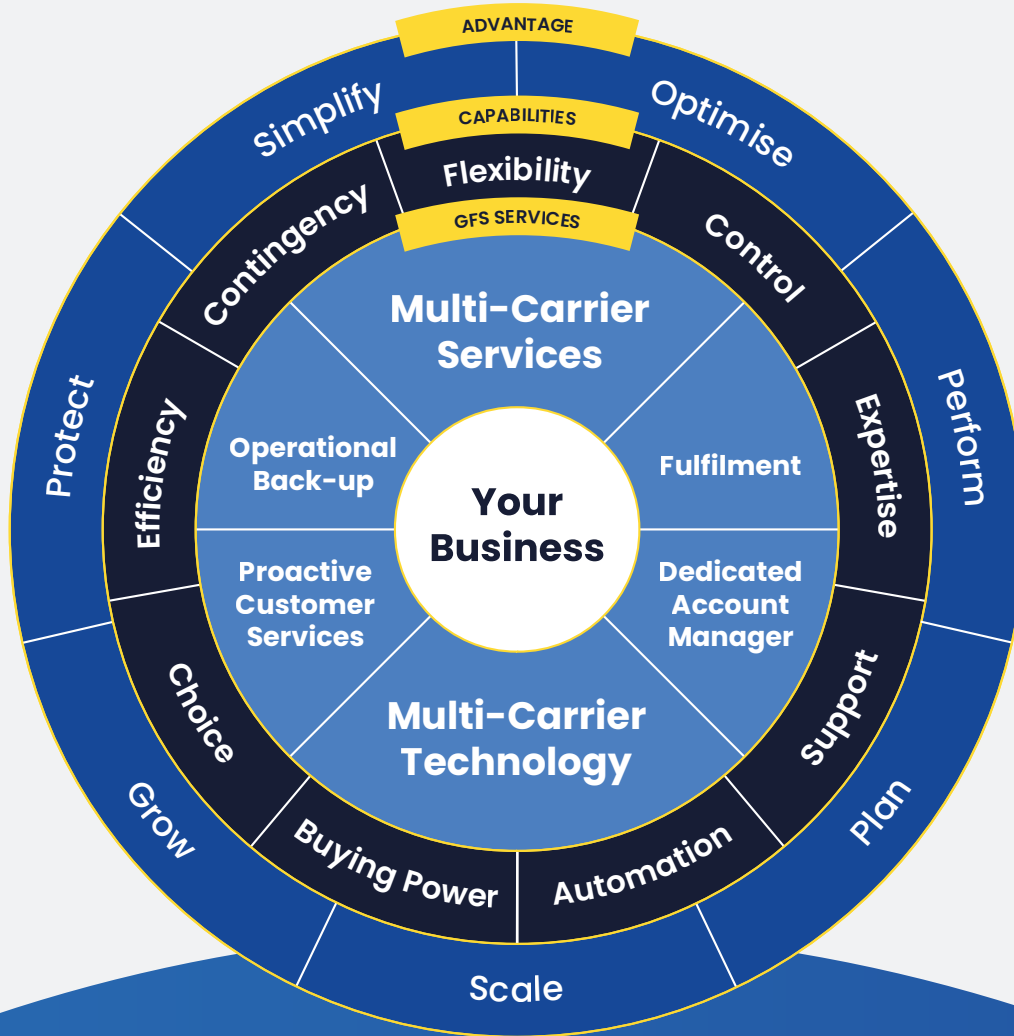 ADVANTAGE
Simplify
Optimise
Perform
Plan
Scale
Grow
Protect
CAPABILITIES
Flexibility
Control
Expertise
Support
Automation
Buying Power
Choice
Efficiency
Contingency
GFS SERVICES
Multi-Carrier
Services
Fulfilment
Dedicated
Account
Manager
Multi-Carrier
Technology
Proactive
Customer
Services
Operational
Back-up
Your
Business